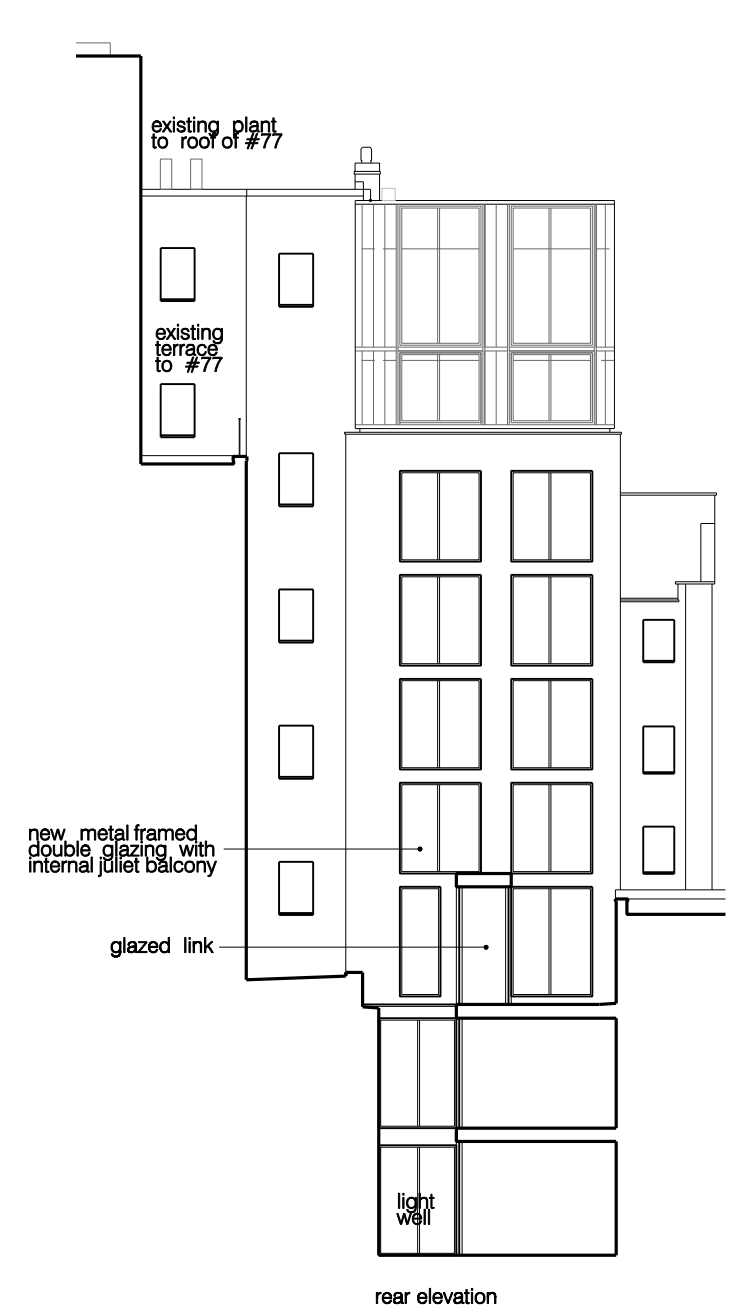 existing plant
to roof of #77
existing
terrace
to #77
new metal framed
double glazing with
internal juliet balcony
glazed link
light
well
rear elevation